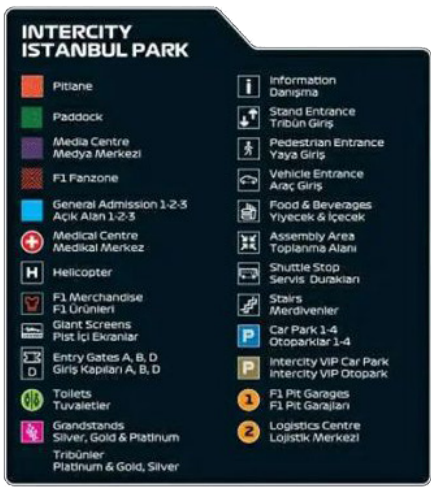 INTERCITY
ISTANBUL PARK
Pitlane
Paddock
Media Centre
Medya Merkezi
F1 Fanzone
General Admission 1-2-3
Açık Alan 1-2-3
Medical Centre
Medikal Merkez
H
Helicopter
F1 Merchandise
F1 Ürünleri
Giant Screens
Pist İçi Ekranlar
D
Entry Gates A, B, D
Giriş Kapıları A, B, D
Toilets
Tuvaletler
Grandstands
Silver, Gold & Platinum
Tribünler
Platinum & Gold, Silver
i
Information
Danışma
Stand Entrance
Tribün Giriş
Pedestrian Entrance
Yaya Giriş
Vehicle Entrance
Araç Giriş
Food & Beverages
Yiyecek & İçecek
Assembly Area
Toplanma Alanı
Shuttle Stop
Servis Durakları
Stairs
Merdivenler
P
Car Park 1-4
Otoparklar 1-4
P
Intercity VIP Car Park
Intercity VIP Otopark
1
F1 Pit Garages
F1 Pit Garajları
2
Logistics Centre
Lojistik Merkezi